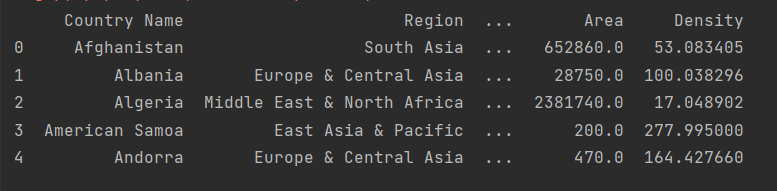 Country Name Region ... Area Density
0 Afghanistan South Asia ... 652860.0 53.083405
1 Albania Europe & Central Asia ... 28750.0 100.038296
2 Algeria Middle East & North Africa ... 2381740.0 17.048902
3 American Samoa East Asia & Pacific ... 200.0 277.995000
4 Andorra Europe & Central Asia ... 470.0 164.427660